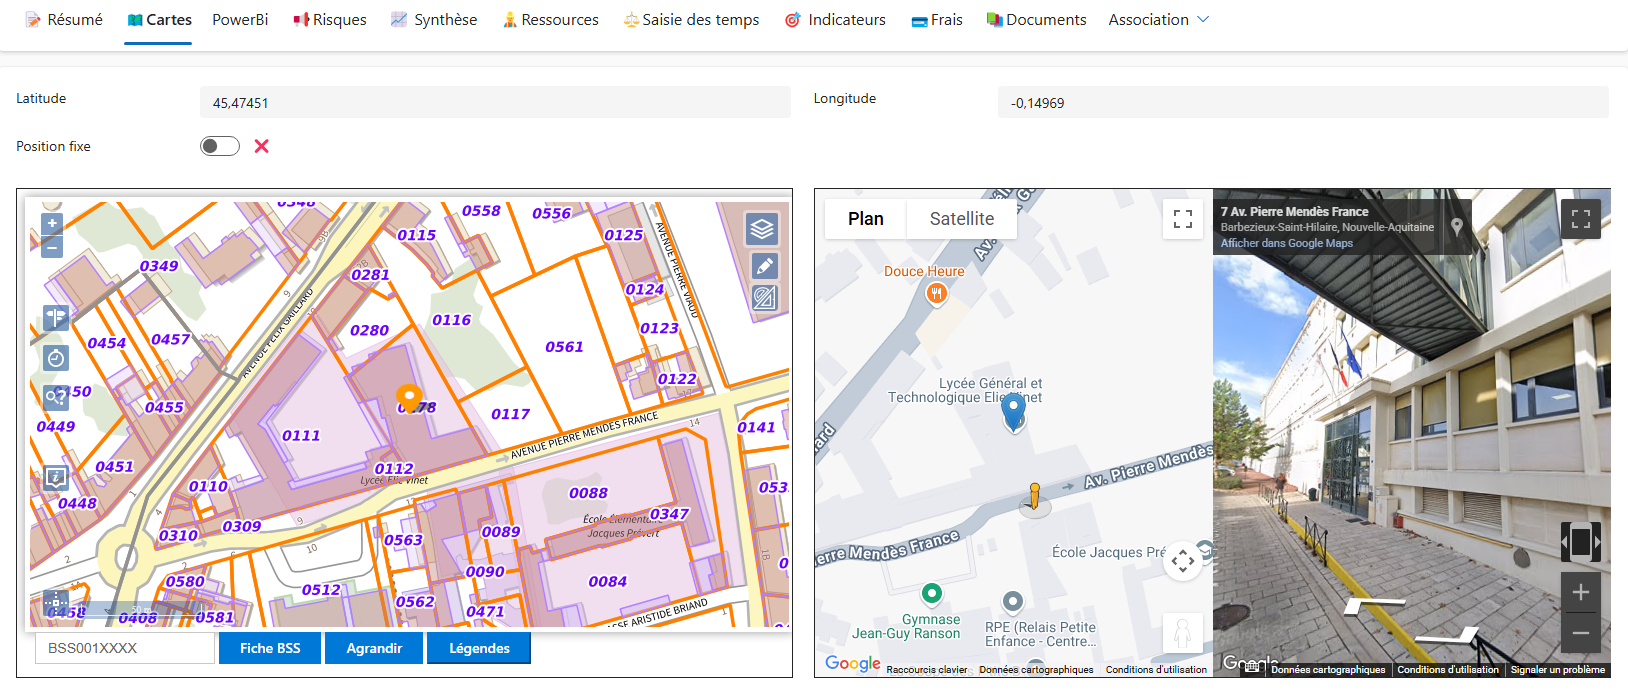 Résumé
Cartes
PowerBi
Risques
Synthèse
Ressources
Saisie des temps
Indicateurs
Frais
Documents
Association
Latitude
45,47451
Longitude
-0,14969
Position fixe
0348
0558
0556
0115
0125
0349
0281
0124
0116
0280
0123
0454
0457
0561
0122
0455
0117
0449
0111
0141
0451
0112
Lycée Elie Vinet
0110
0448
0088
0347
0309
0310
École Élémentaire
Jacques Prévert
0563
0089
0090
0084
0580
0512
0562
0581
0471
0458
0408
AVENUE FÉLIX GAILLARD
AVENUE PIERRE VIAUD
AVENUE PIERRE MENDÈS FRANCE
SSE ARISTIDE BRIAND
50 m
BSS001XXXX
Fiche BSS
Agrandir
Légendes
Plan
Satellite
Douce Heure
Lycée Général et
Technologique Elie Vinet
Av. Pierre Mendès
erre Mendès France
École Jacques Pré
Gymnase
Jean-Guy Ranson
RPE (Relais Petite
Enfance - Centre...
Google
Raccourcis clavier
Données cartographiques
Conditions d'utilisation
7 Av. Pierre Mendès France
Barbezieux-Saint-Hilaire, Nouvelle-Aquitaine
Afficher dans Google Maps
Google
Données cartographiques
Conditions d'utilisation
Signaler un problème